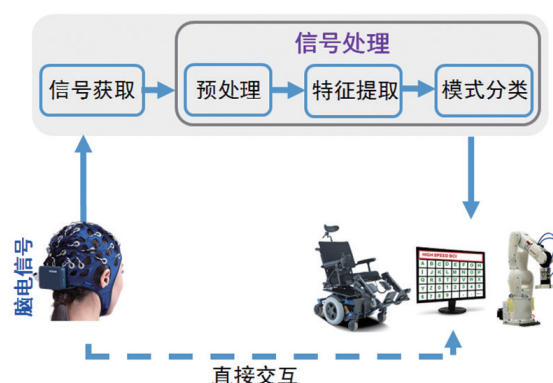 信号处理
信号获取
预处理
特征提取
模式分类
脑电信号
HIGH SPEED BCI
直接交互